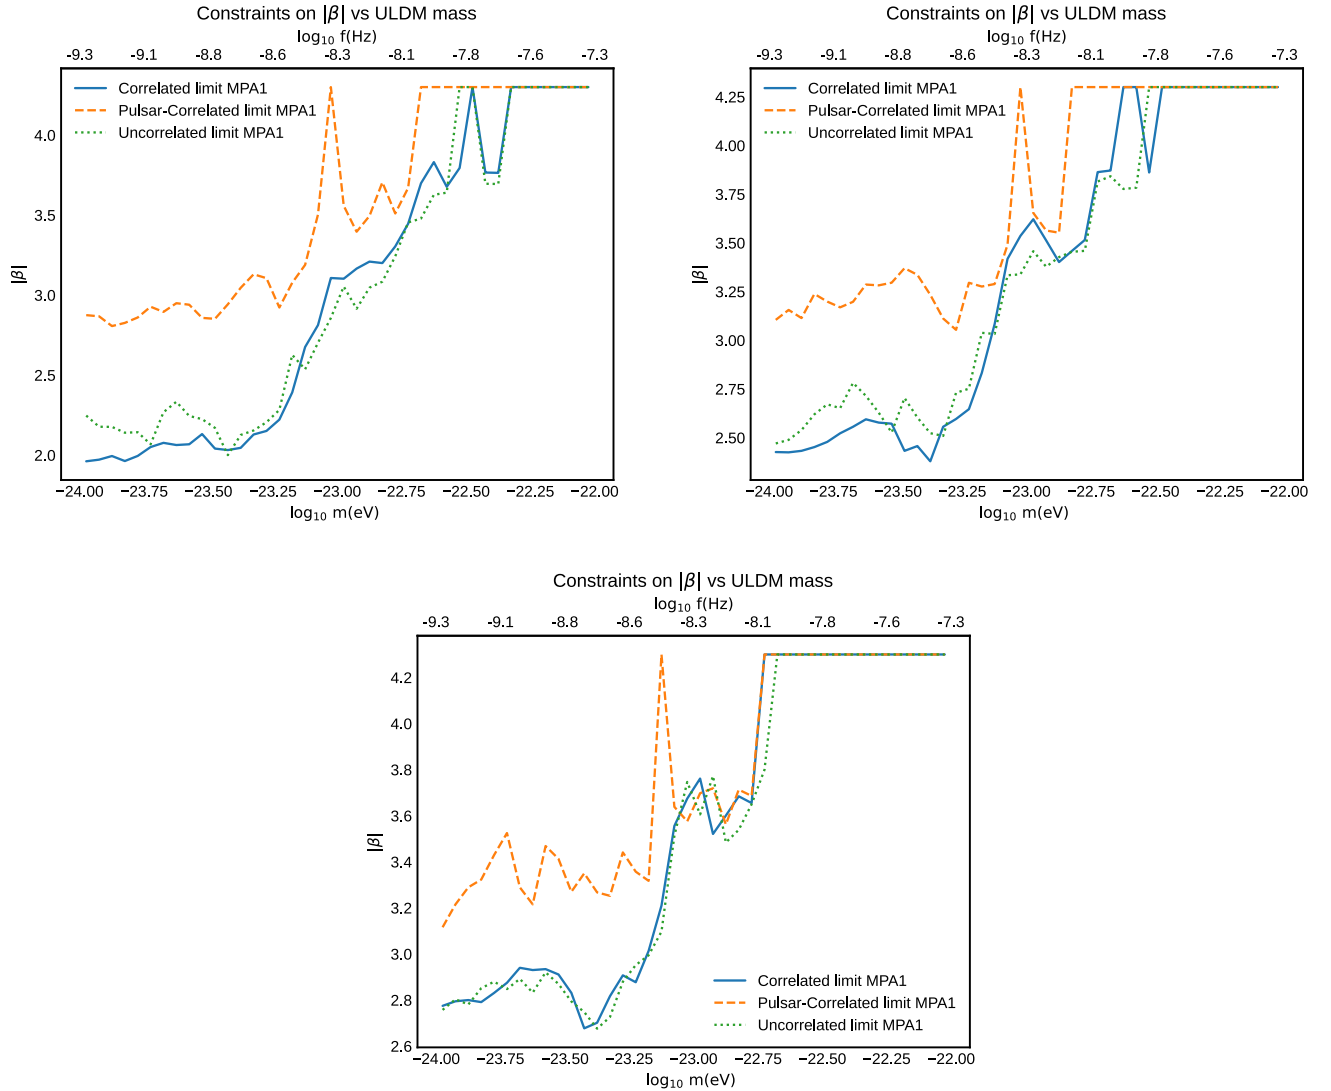 Constraints on |β| vs ULDM mass
log₁₀ f(Hz)
-9.3 -9.1 -8.8 -8.6 -8.3 -8.1 -7.8 -7.6 -7.3
Correlated limit MPA1
Pulsar-Correlated limit MPA1
Uncorrelated limit MPA1
4.0
3.5
3.0
2.5
2.0
|β|
−24.00 −23.75 −23.50 −23.25 −23.00 −22.75 −22.50 −22.25 −22.00
log₁₀ m(eV)
Constraints on |β| vs ULDM mass
log₁₀ f(Hz)
-9.3 -9.1 -8.8 -8.6 -8.3 -8.1 -7.8 -7.6 -7.3
Correlated limit MPA1
Pulsar-Correlated limit MPA1
Uncorrelated limit MPA1
4.25
4.00
3.75
3.50
3.25
3.00
2.75
2.50
|β|
−24.00 −23.75 −23.50 −23.25 −23.00 −22.75 −22.50 −22.25 −22.00
log₁₀ m(eV)
Constraints on |β| vs ULDM mass
log₁₀ f(Hz)
-9.3 -9.1 -8.8 -8.6 -8.3 -8.1 -7.8 -7.6 -7.3
4.2
4.0
3.8
3.6
3.4
3.2
3.0
2.8
2.6
|β|
Correlated limit MPA1
Pulsar-Correlated limit MPA1
Uncorrelated limit MPA1
−24.00 −23.75 −23.50 −23.25 −23.00 −22.75 −22.50 −22.25 −22.00
log₁₀ m(eV)